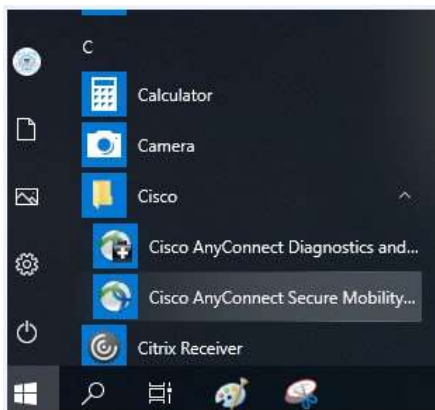 C
Calculator
Camera
Cisco
Cisco AnyConnect Diagnostics and...
Cisco AnyConnect Secure Mobility...
Citrix Receiver